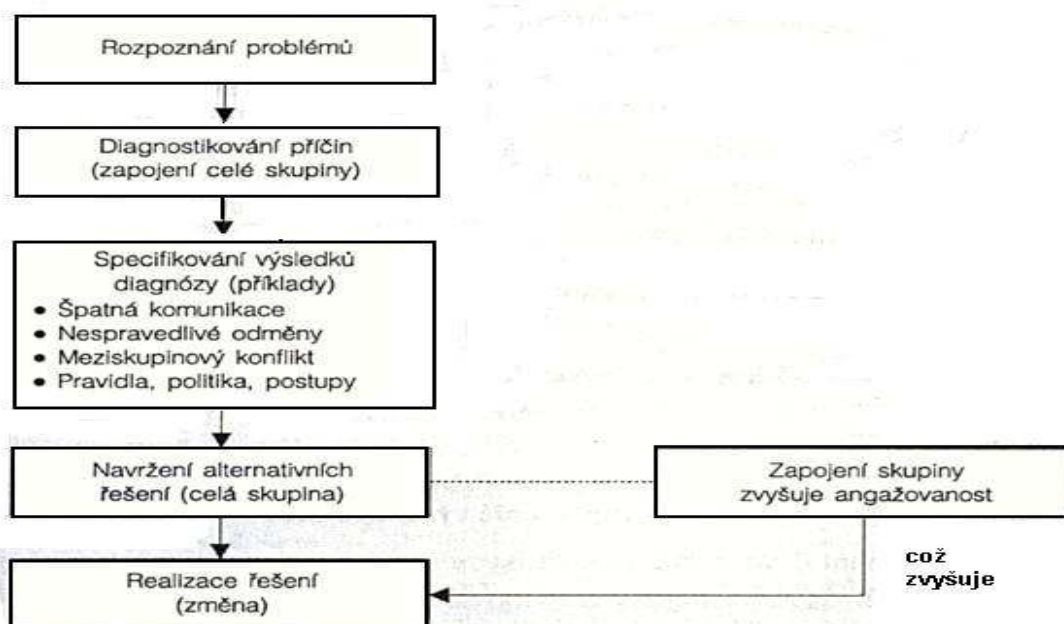 Rozpoznání problémů
Diagnostikování příčin
(zapojení celé skupiny)
Specifikování výsledků
diagnózy (příklady)
• Špatná komunikace
• Nespravedlivé odměny
• Meziskupinový konflikt
• Pravidla, politika, postupy
Navržení alternativních
řešení (celá skupina)
Zapojení skupiny
zvyšuje angažovanost
což
zvyšuje
Realizace řešení
(změna)